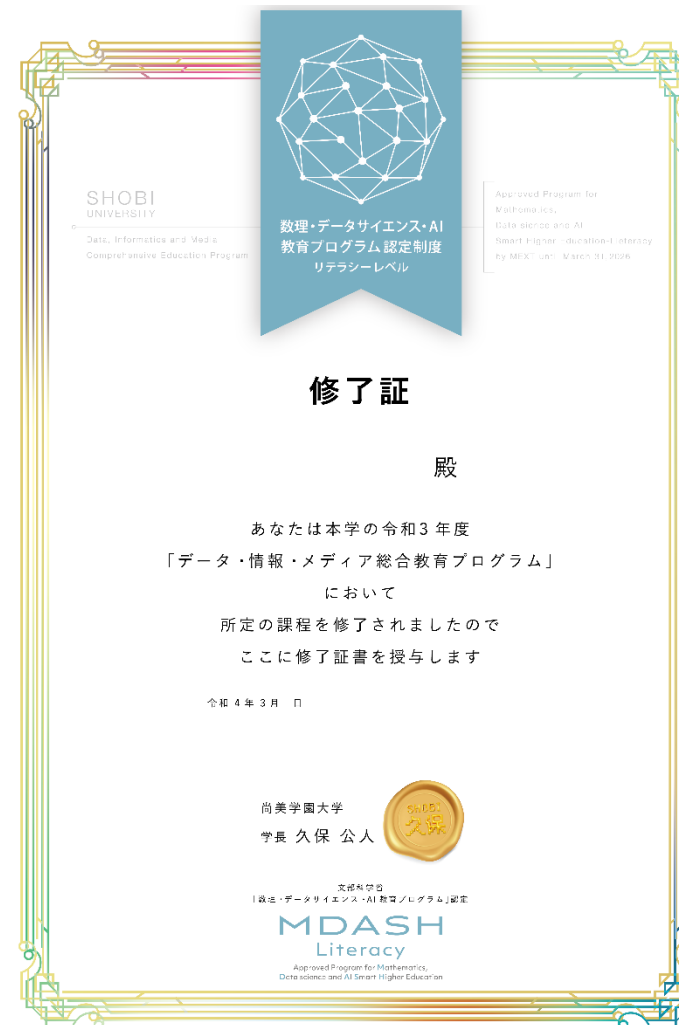 SHOBI
UNIVERSITY
Data, Informatics and Media
Comprehensive Education Program
数理・データサイエンス・AI
教育プログラム認定制度
リテラシーレベル
Approved Program for
Mathematics,
Data science and AI
Smart Higher Education-Literacy
by MEXT until March 31, 2026
修了証
殿
あなたは本学の令和3年度
「データ・情報・メディア総合教育プログラム」
において
所定の課程を修了されましたので
ここに修了証書を授与します
令和4年3月 日
尚美学園大学
学長 久保 公人
SHOBI
久保
文部科学省
「数理・データサイエンス・AI教育プログラム」認定
MDASH
Literacy
Approved Program for Mathematics,
Data science and AI Smart Higher Education